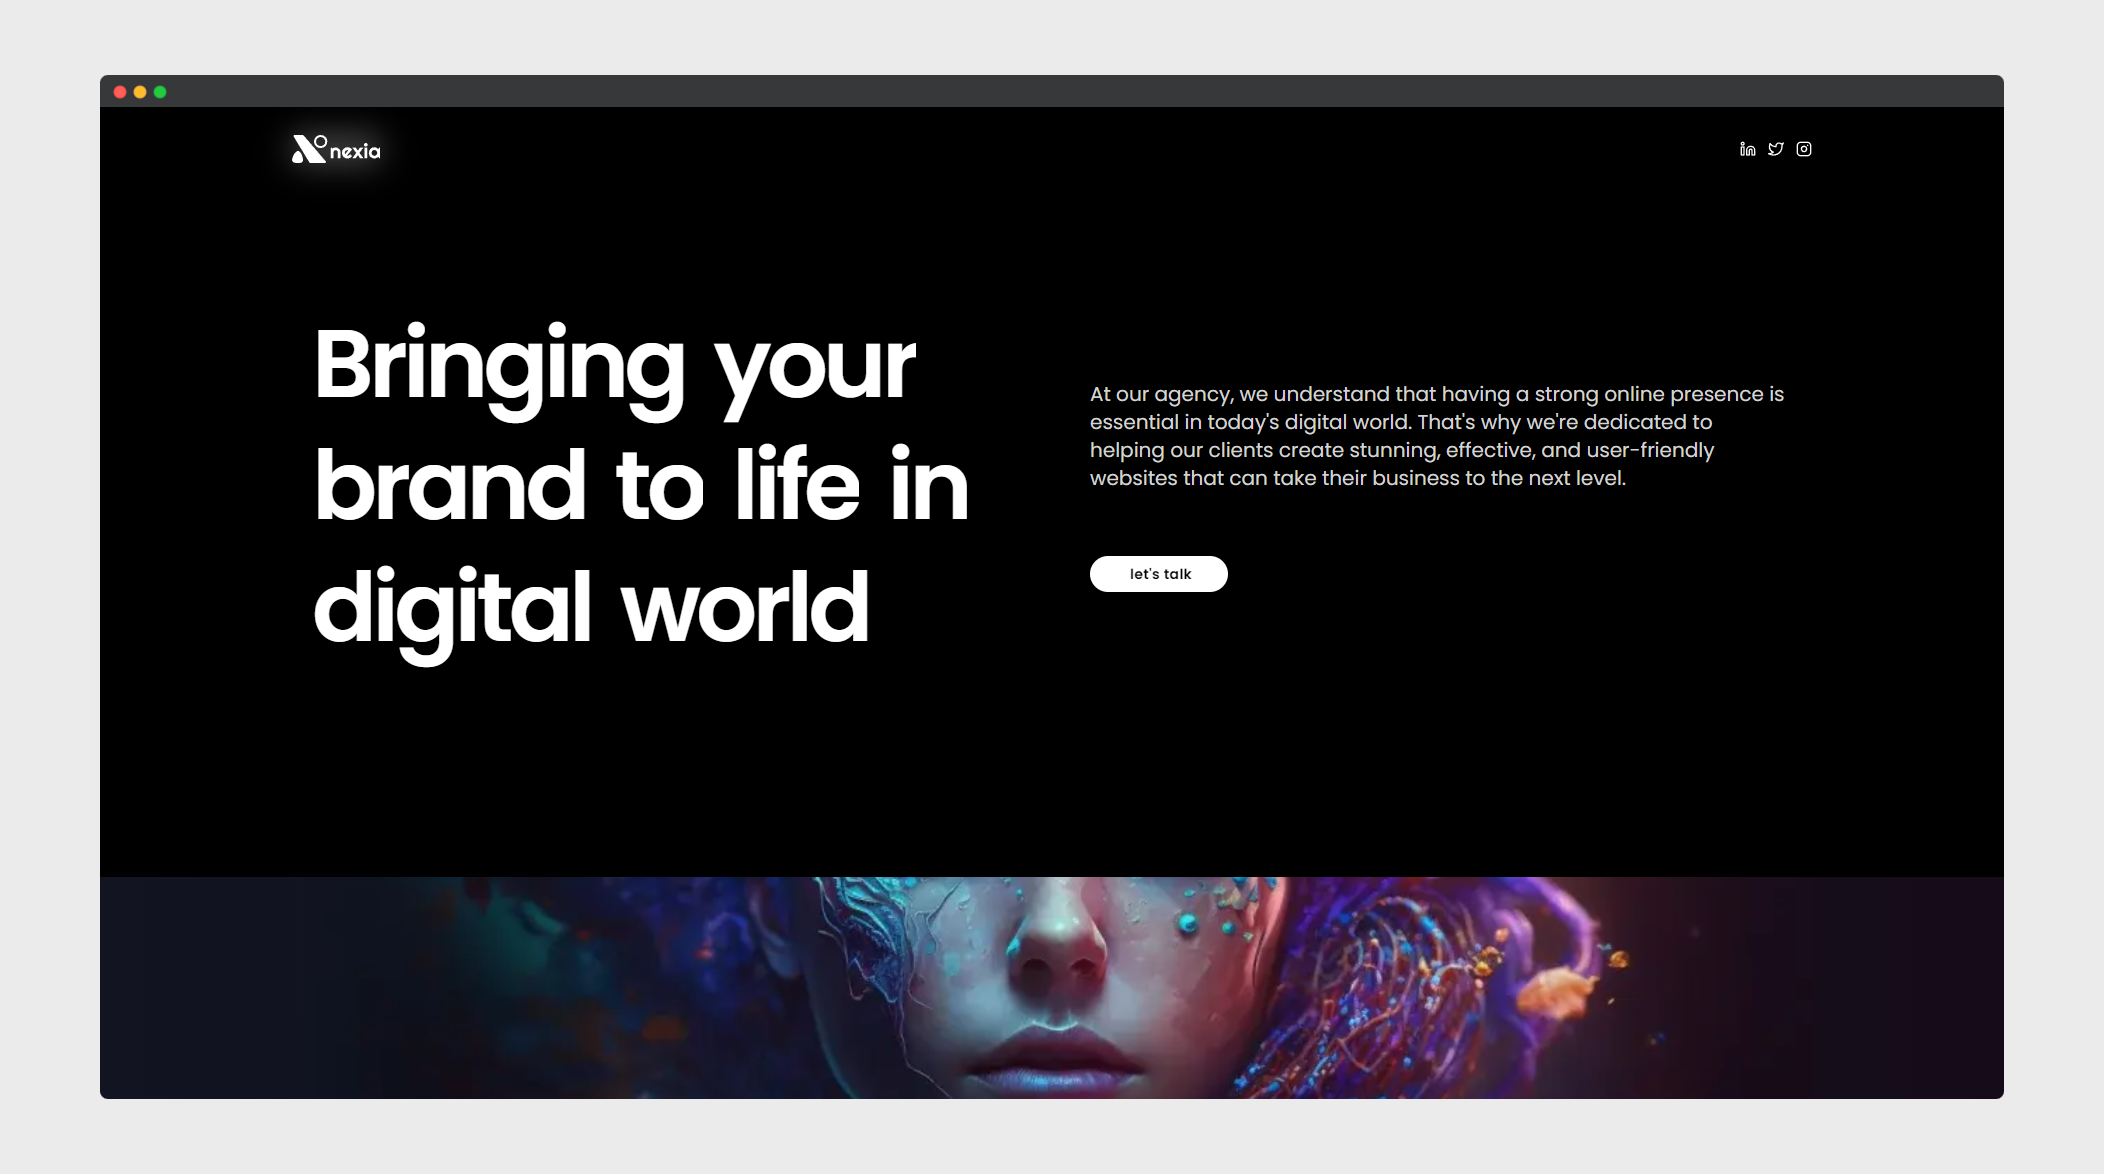 nexia
Bringing your
brand to life in
digital world
At our agency, we understand that having a strong online presence is
essential in today's digital world. That's why we're dedicated to
helping our clients create stunning, effective, and user-friendly
websites that can take their business to the next level.
let's talk